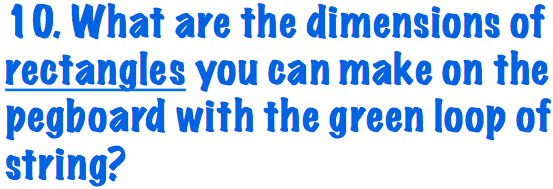 10. What are the dimensions of
rectangles you can make on the
pegboard with the green loop of
string?